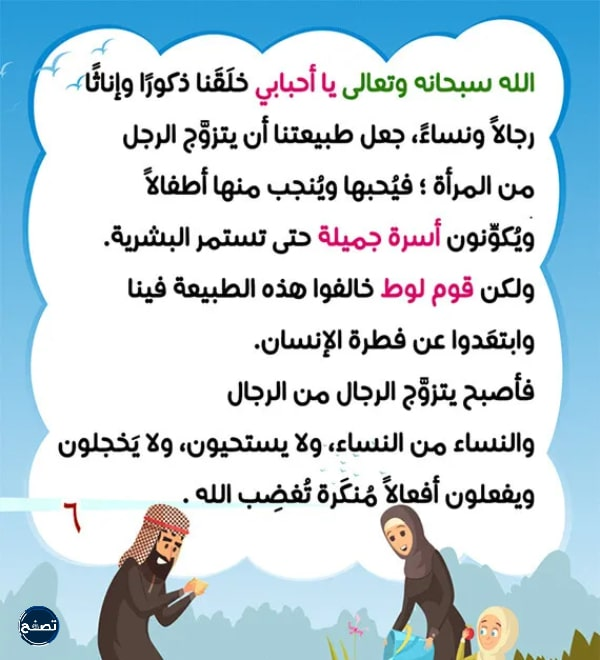 الله سبحانه وتعالى يا أحبابي خلَقَنا ذكورًا وإناثًا
رجالاً ونساءً، جعل طبيعتنا أن يتزوَّج الرجل
من المرأة ؛ فيُحبها ويُنجب منها أطفالاً
ويُكوِّنون أسرة جميلة حتى تستمر البشرية.
ولكن قوم لوط خالفوا هذه الطبيعة فينا
وابتعَدوا عن فطرة الإنسان.
فأصبح يتزوَّج الرجال من الرجال
والنساء من النساء، ولا يستحيون، ولا يَخجلون
ويفعلون أفعالاً مُنكَرة تُغضِب الله .
٦
تصفح